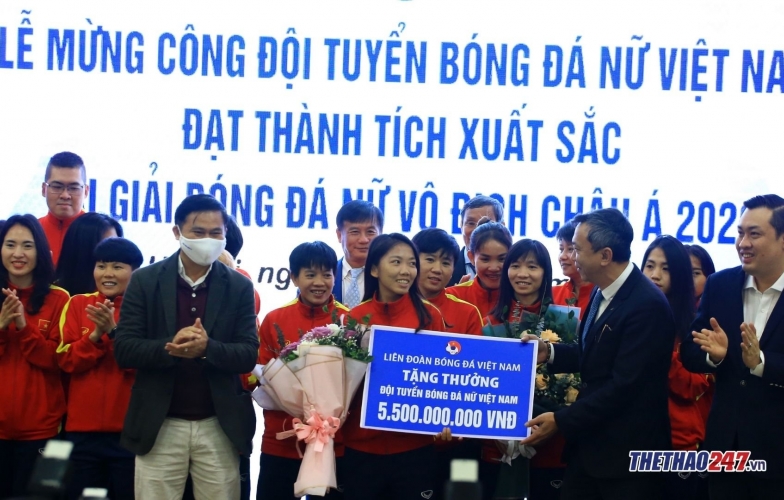 LỄ MỪNG CÔNG ĐỘI TUYỂN BÓNG ĐÁ NỮ VIỆT NA
ĐẠT THÀNH TÍCH XUẤT SẮC
I GIẢI BÓNG ĐÁ NỮ VÔ ĐỊCH CHÂU Á 202
LIÊN ĐOÀN BÓNG ĐÁ VIỆT NAM
TẶNG THƯỞNG
ĐỘI TUYỂN BÓNG ĐÁ NỮ VIỆT NAM
5.500.000.000 VNĐ
THETHAO247.vn